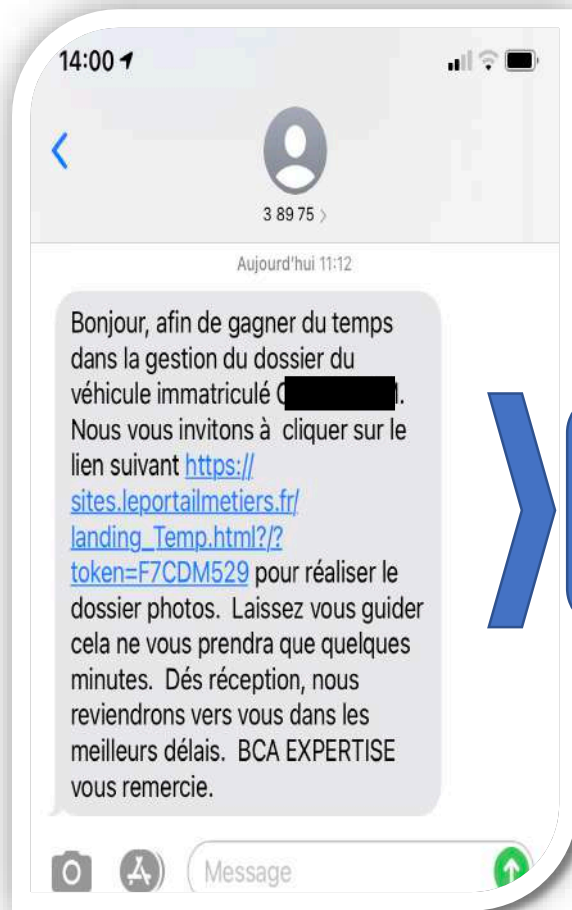 14:00
3 89 75 >
Aujourd'hui 11:12
Bonjour, afin de gagner du temps
dans la gestion du dossier du
véhicule immatriculé
Nous vous invitons à cliquer sur le
lien suivant https://
sites.leportailmetiers.fr/
landing_Temp.html?/?
token=F7CDM529 pour réaliser le
dossier photos. Laissez vous guider
cela ne vous prendra que quelques
minutes. Dés réception, nous
reviendrons vers vous dans les
meilleurs délais. BCA EXPERTISE
vous remercie.
Message